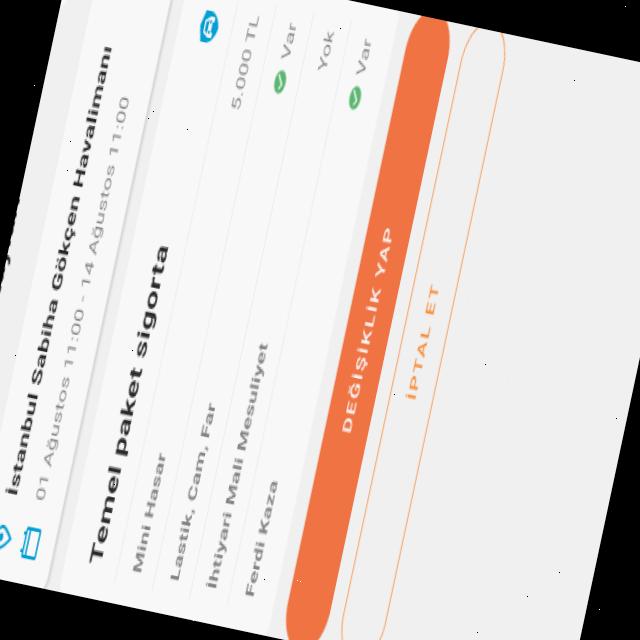 İstanbul Sabiha Gökçen Havalimanı
01 Ağustos 11:00 - 14 Ağustos 11:00
Temel paket sigorta
Mini Hasar 5.000 TL
Lastik, Cam, Far Var
İhtiyari Mali Mesuliyet Yok
Ferdi Kaza Var
DEĞİŞİKLİK YAP
İPTAL ET